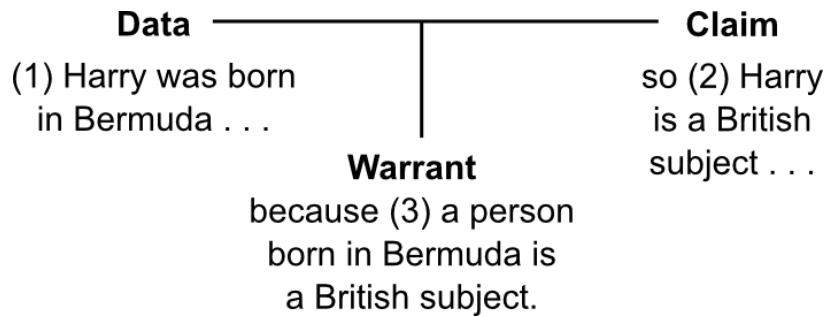 Data
(1) Harry was born
in Bermuda . . .
Claim
so (2) Harry
is a British
subject . . .
Warrant
because (3) a person
born in Bermuda is
a British subject.